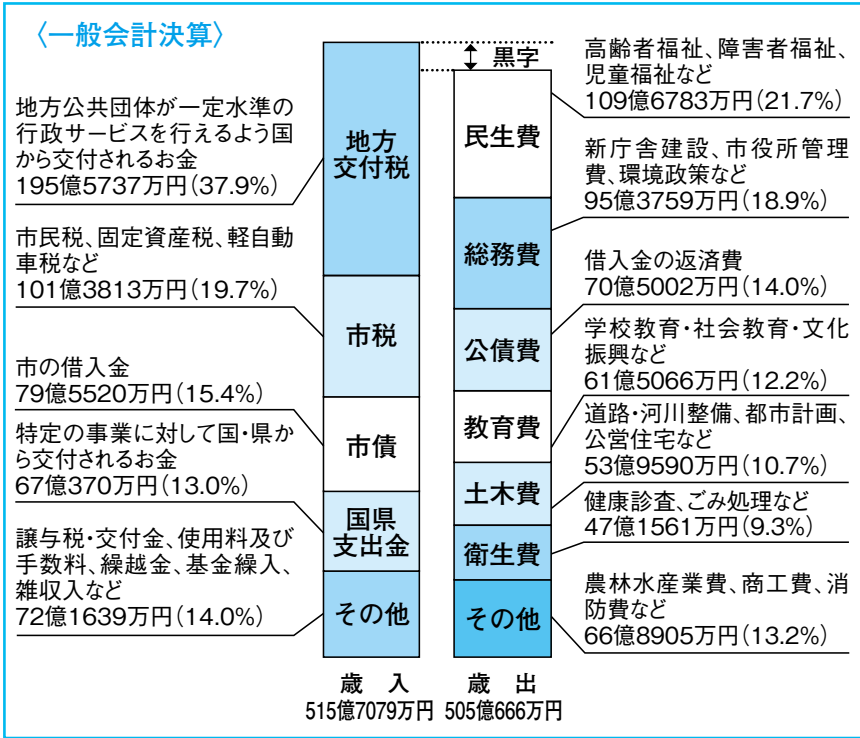 〈一般会計決算〉
地方公共団体が一定水準の
行政サービスを行えるよう国
から交付されるお金
195億5737万円(37.9%)
市民税、固定資産税、軽自動
車税など
101億3813万円(19.7%)
市の借入金
79億5520万円(15.4%)
特定の事業に対して国・県か
ら交付されるお金
67億370万円(13.0%)
譲与税・交付金、使用料及び
手数料、繰越金、基金繰入、
雑収入など
72億1639万円(14.0%)
地方
交付税
市税
市債
国県
支出金
その他
歳 入
515億7079万円
黒字
民生費
総務費
公債費
教育費
土木費
衛生費
その他
歳 出
505億666万円
高齢者福祉、障害者福祉、
児童福祉など
109億6783万円(21.7%)
新庁舎建設、市役所管理
費、環境政策など
95億3759万円(18.9%)
借入金の返済費
70億5002万円(14.0%)
学校教育・社会教育・文化
振興など
61億5066万円(12.2%)
道路・河川整備、都市計画、
公営住宅など
53億9590万円(10.7%)
健康診査、ごみ処理など
47億1561万円(9.3%)
農林水産業費、商工費、消
防費など
66億8905万円(13.2%)